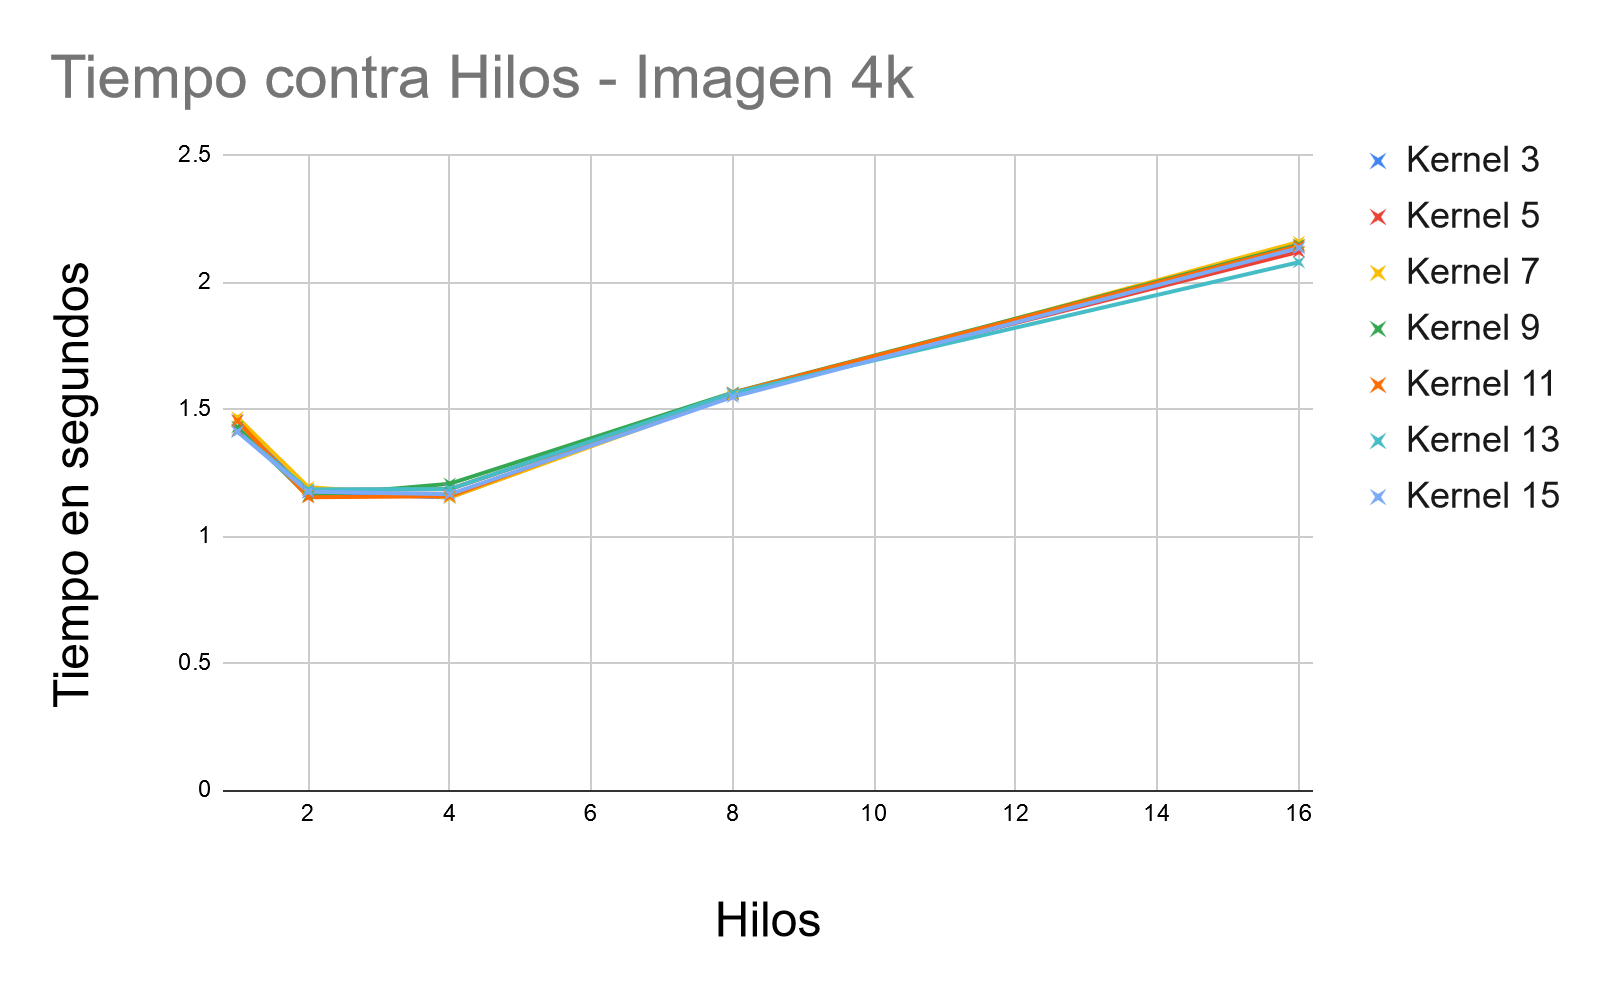 Tiempo contra Hilos - Imagen 4k
Tiempo en segundos
2.5
2
1.5
1
0.5
0
2 4 6 8 10 12 14 16
Hilos
Kernel 3
Kernel 5
Kernel 7
Kernel 9
Kernel 11
Kernel 13
Kernel 15